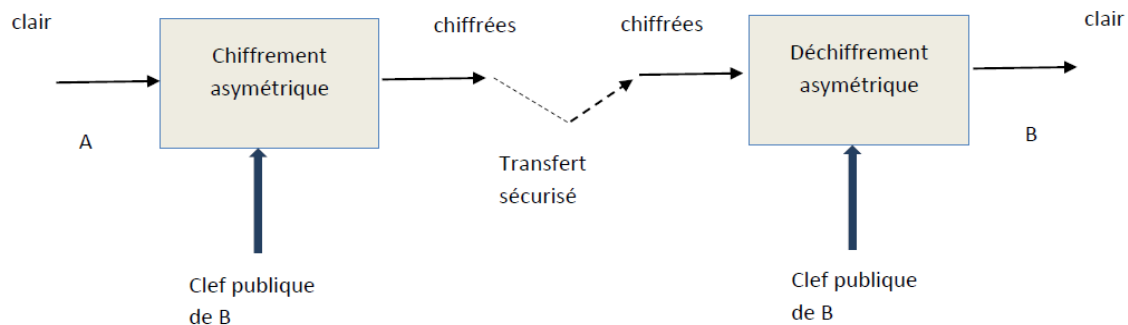 clair
chiffrées
chiffrées
clair
Chiffrement
asymétrique
Déchiffrement
asymétrique
A
B
Transfert
sécurisé
Clef publique
de B
Clef publique
de B